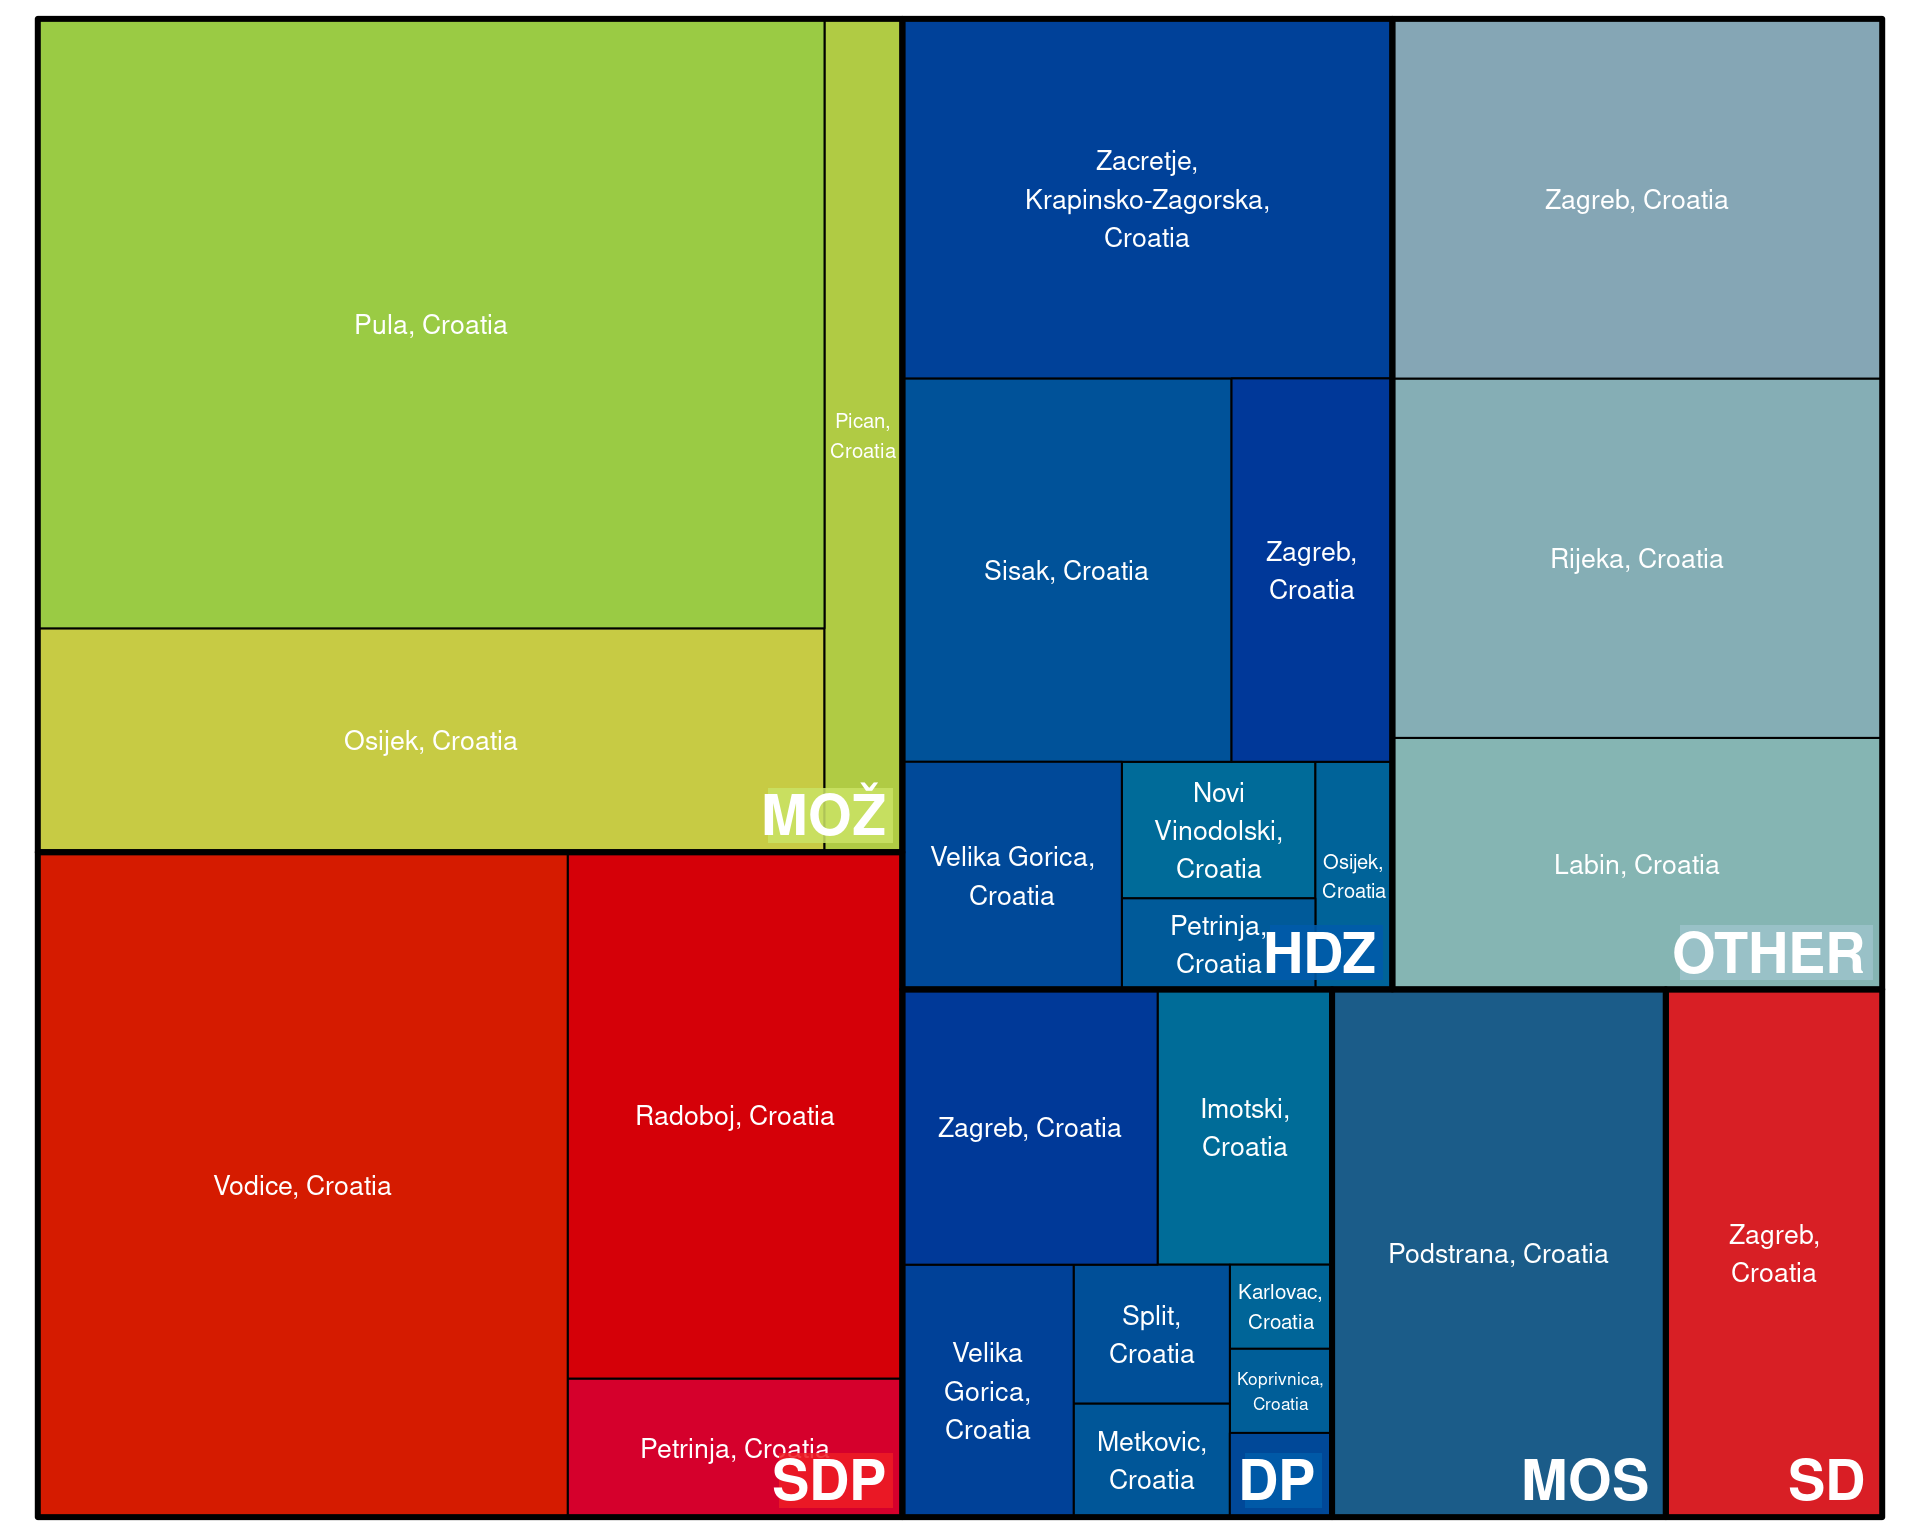 Pula, Croatia
Pican,
Croatia
Osijek, Croatia
MOŽ
Vodice, Croatia
Radoboj, Croatia
Petrinja, Croatia
SDP
Zacretje,
Krapinsko-Zagorska,
Croatia
Sisak, Croatia
Zagreb,
Croatia
Velika Gorica,
Croatia
Novi
Vinodolski,
Croatia
Petrinja,
Croatia
Osijek,
Croatia
HDZ
Zagreb, Croatia
Rijeka, Croatia
Labin, Croatia
OTHER
Zagreb, Croatia
Imotski,
Croatia
Velika
Gorica,
Croatia
Split,
Croatia
Metkovic,
Croatia
Karlovac,
Croatia
Koprivnica,
Croatia
DP
Podstrana, Croatia
MOS
Zagreb,
Croatia
SD